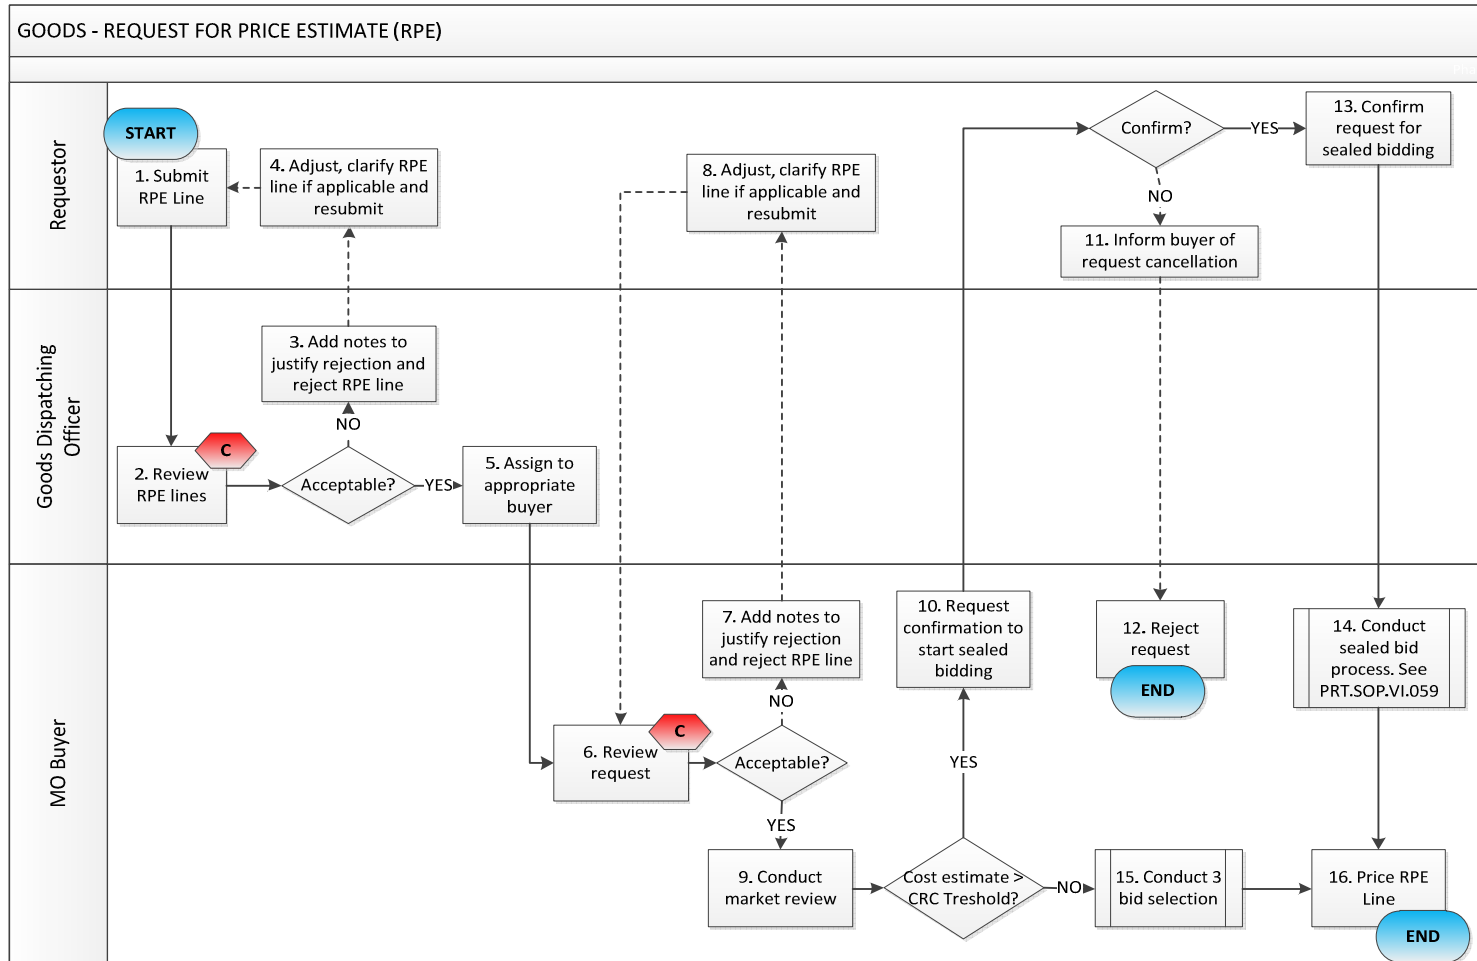 GOODS - REQUEST FOR PRICE ESTIMATE (RPE)
Requestor
START
1. Submit
RPE Line
4. Adjust, clarify RPE
line if applicable and
resubmit
8. Adjust, clarify RPE
line if applicable and
resubmit
Confirm?
YES
13. Confirm
request for
sealed bidding
NO
11. Inform buyer of
request cancellation
Goods Dispatching
Officer
3. Add notes to
justify rejection and
reject RPE line
NO
C
2. Review
RPE lines
Acceptable?
YES
5. Assign to
appropriate
buyer
MO Buyer
7. Add notes to
justify rejection
and reject RPE line
10. Request
confirmation to
start sealed
bidding
12. Reject
request
END
14. Conduct
sealed bid
process. See
PRT.SOP.VI.059
NO
C
6. Review
request
Acceptable?
YES
YES
9. Conduct
market review
Cost estimate >
CRC Treshold?
NO
15. Conduct 3
bid selection
16. Price RPE
Line
END